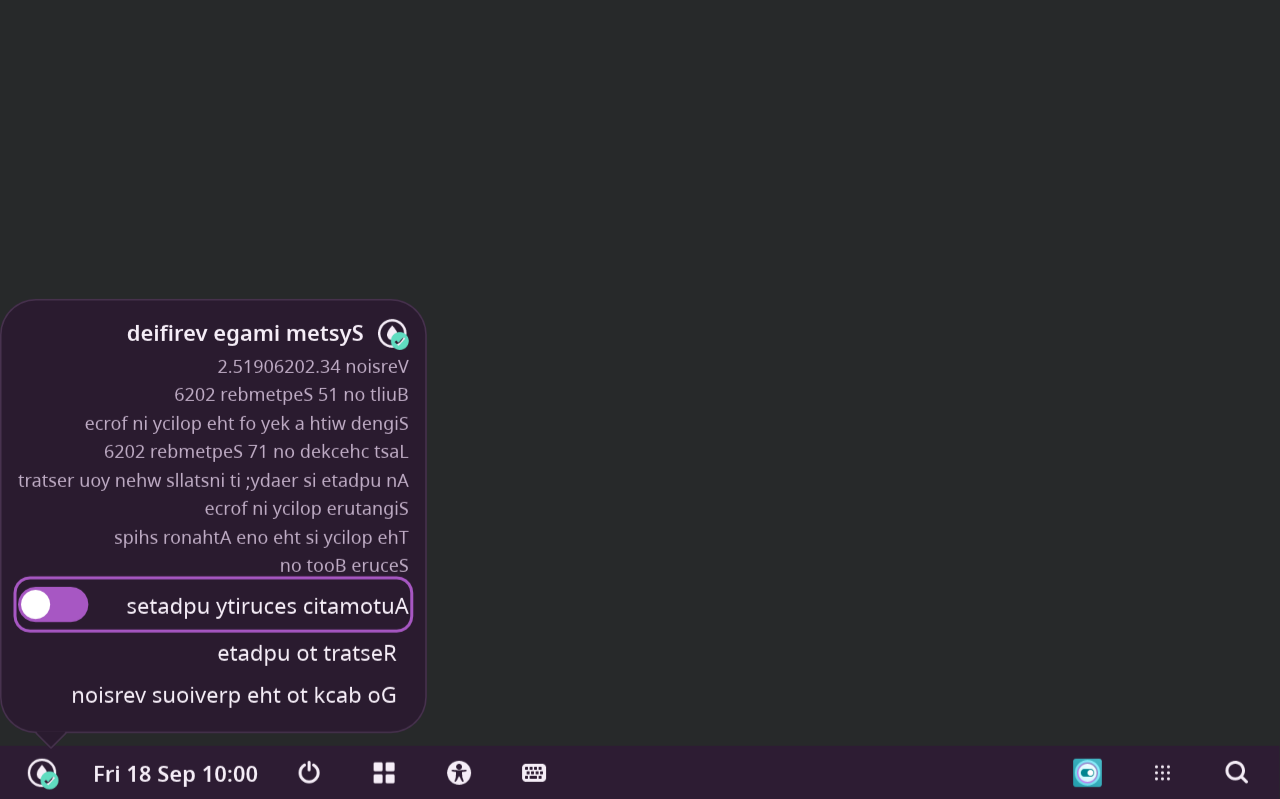 deifirev egami metsyS
2.51906202.34 noisreV
6202 rebmetpeS 51 no tliuB
ecrof ni ycilop eht fo yek a htiw dengiS
6202 rebmetpeS 71 no dekcehc tsaL
tratser uoy nehw sllatsni ti ;ydaer si etadpu nA
ecrof ni ycilop erutangiS
spihs ronahtA eno eht si ycilop ehT
no tooB eruceS
setadpu ytiruces citamotuA
etadpu ot tratseR
noisrev suoiverp eht ot kcab oG
Fri 18 Sep 10:00